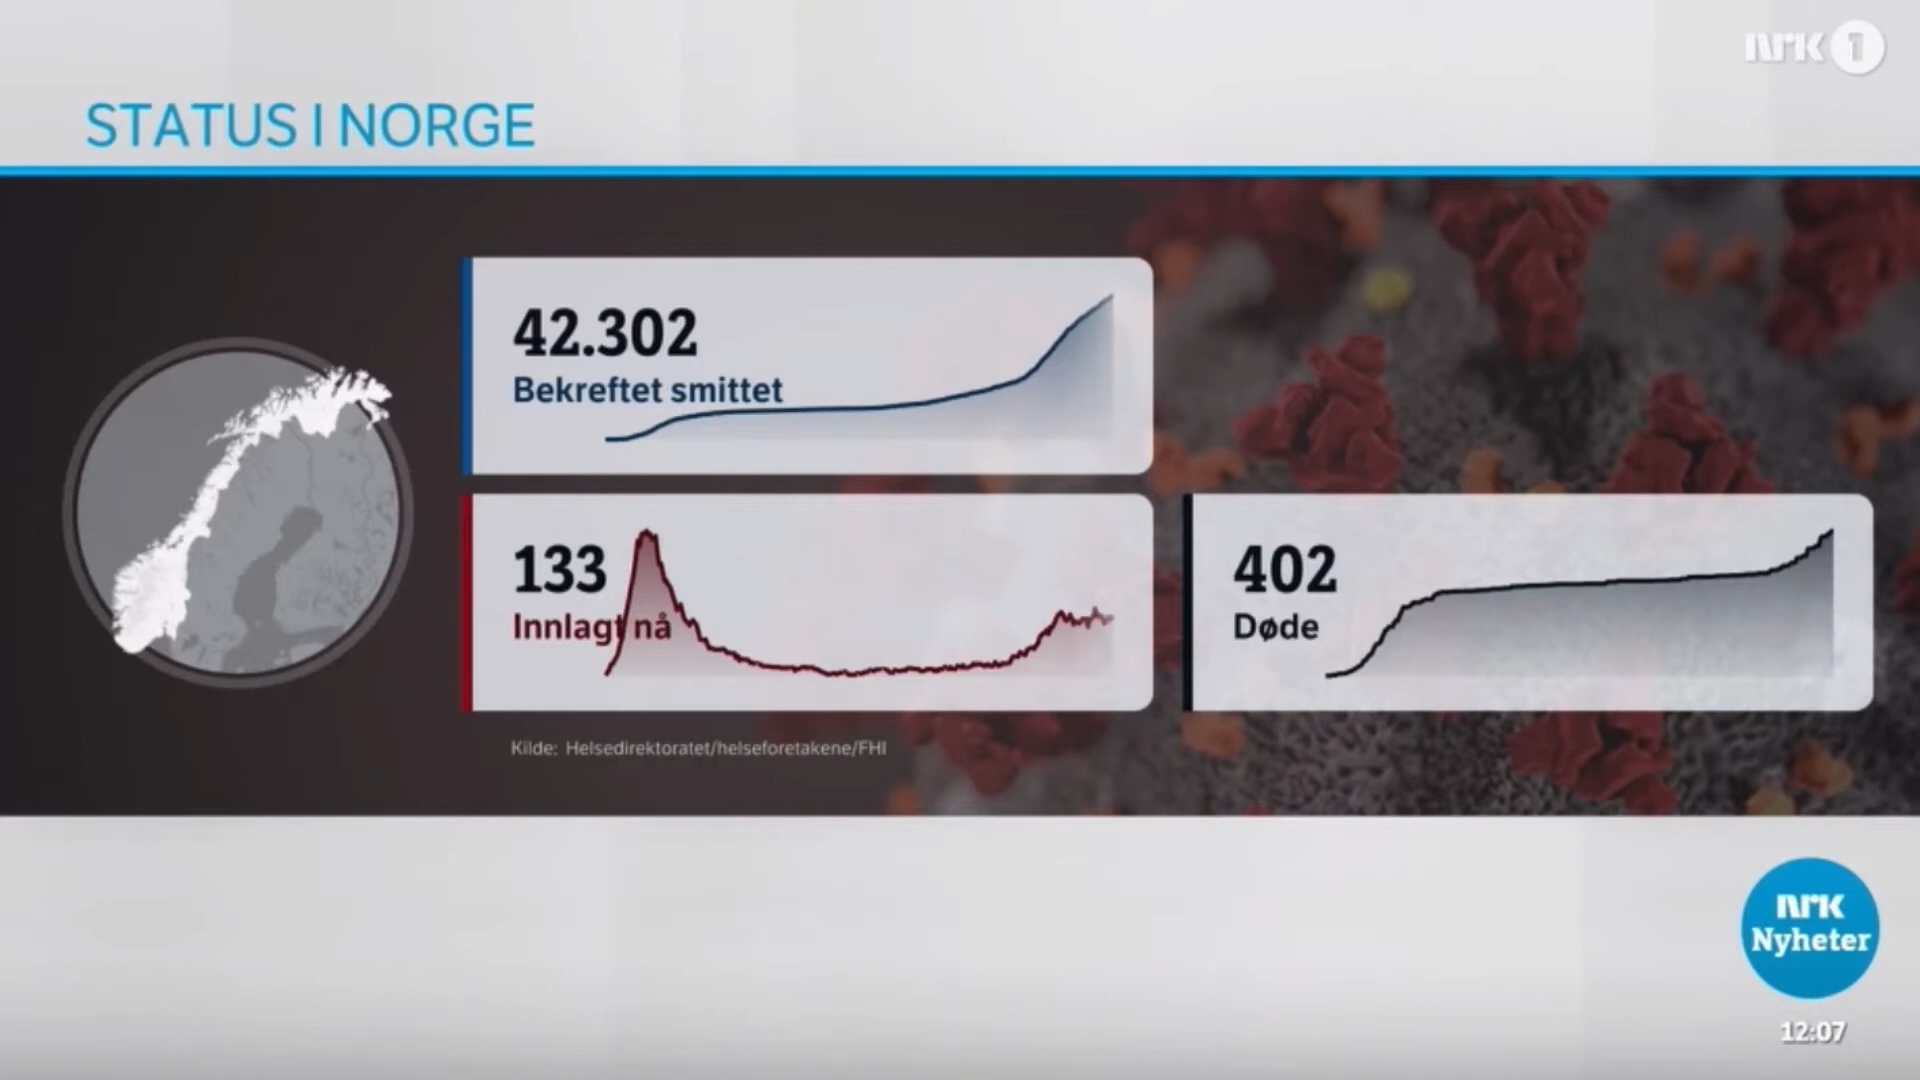 nrk 1
STATUS I NORGE
42.302
Bekreftet smittet
133
Innlagt nå
402
Døde
Kilde: Helsedirektoratet/helseforetakene/FHI
nrk
Nyheter
12:07